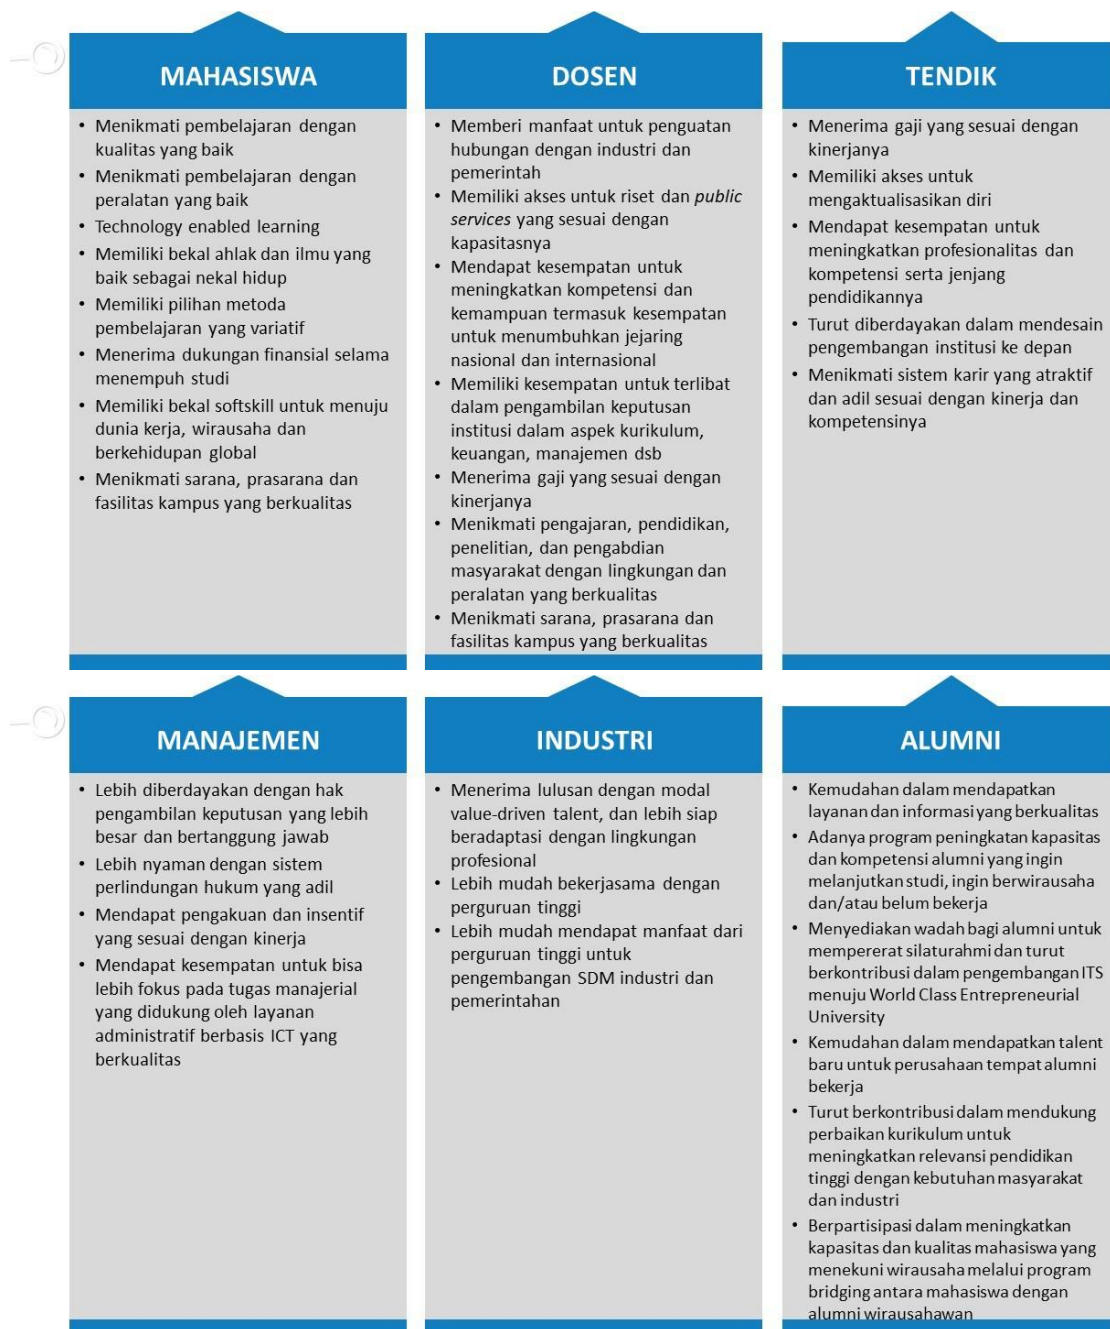 MAHASISWA
• Menikmati pembelajaran dengan
kualitas yang baik
• Menikmati pembelajaran dengan
peralatan yang baik
• Technology enabled learning
• Memiliki bekal ahlak dan ilmu yang
baik sebagai nekal hidup
• Memiliki pilihan metoda
pembelajaran yang variatif
• Menerima dukungan finansial selama
menempuh studi
• Memiliki bekal softskill untuk menuju
dunia kerja, wirausaha dan
berkehidupan global
• Menikmati sarana, prasarana dan
fasilitas kampus yang berkualitas
DOSEN
• Memberi manfaat untuk penguatan
hubungan dengan industri dan
pemerintah
• Memiliki akses untuk riset dan public
services yang sesuai dengan
kapasitasnya
• Mendapat kesempatan untuk
meningkatkan kompetensi dan
kemampuan termasuk kesempatan
untuk menumbuhkan jejaring
nasional dan internasional
• Memiliki kesempatan untuk terlibat
dalam pengambilan keputusan
institusi dalam aspek kurikulum,
keuangan, manajemen dsb
• Menerima gaji yang sesuai dengan
kinerjanya
• Menikmati pengajaran, pendidikan,
penelitian, dan pengabdian
masyarakat dengan lingkungan dan
peralatan yang berkualitas
• Menikmati sarana, prasarana dan
fasilitas kampus yang berkualitas
TENDIK
• Menerima gaji yang sesuai dengan
kinerjanya
• Memiliki akses untuk
mengaktualisasikan diri
• Mendapat kesempatan untuk
meningkatkan profesionalitas dan
kompetensi serta jenjang
pendidikannya
• Turut diberdayakan dalam mendesain
pengembangan institusi ke depan
• Menikmati sistem karir yang atraktif
dan adil sesuai dengan kinerja dan
kompetensinya
MANAJEMEN
• Lebih diberdayakan dengan hak
pengambilan keputusan yang lebih
besar dan bertanggung jawab
• Lebih nyaman dengan sistem
perlindungan hukum yang adil
• Mendapat pengakuan dan insentif
yang sesuai dengan kinerja
• Mendapat kesempatan untuk bisa
lebih fokus pada tugas manajerial
yang didukung oleh layanan
administratif berbasis ICT yang
berkualitas
INDUSTRI
• Menerima lulusan dengan modal
value-driven talent, dan lebih siap
beradaptasi dengan lingkungan
profesional
• Lebih mudah bekerjasama dengan
perguruan tinggi
• Lebih mudah mendapat manfaat dari
perguruan tinggi untuk
pengembangan SDM industri dan
pemerintahan
ALUMNI
• Kemudahan dalam mendapatkan
layanan dan informasi yang berkualitas
• Adanya program peningkatan kapasitas
dan kompetensi alumni yang ingin
melanjutkan studi, ingin berwirausaha
dan/atau belum bekerja
• Menyediakan wadah bagi alumni untuk
mempererat silaturahmi dan turut
berkontribusi dalam pengembangan ITS
menuju World Class Entrepreneurial
University
• Kemudahan dalam mendapatkan talent
baru untuk perusahaan tempat alumni
bekerja
• Turut berkontribusi dalam mendukung
perbaikan kurikulum untuk
meningkatkan relevansi pendidikan
tinggi dengan kebutuhan masyarakat
dan industri
• Berpartisipasi dalam meningkatkan
kapasitas dan kualitas mahasiswa yang
menekuni wirausaha melalui program
bridging antara mahasiswa dengan
alumni wirausahawan